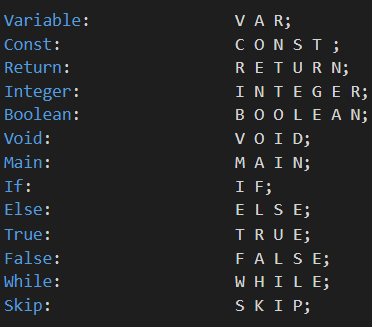 Variable: V A R;
Const: C O N S T ;
Return: R E T U R N;
Integer: I N T E G E R;
Boolean: B O O L E A N;
Void: V O I D;
Main: M A I N;
If: I F;
Else: E L S E;
True: T R U E;
False: F A L S E;
While: W H I L E;
Skip: S K I P;